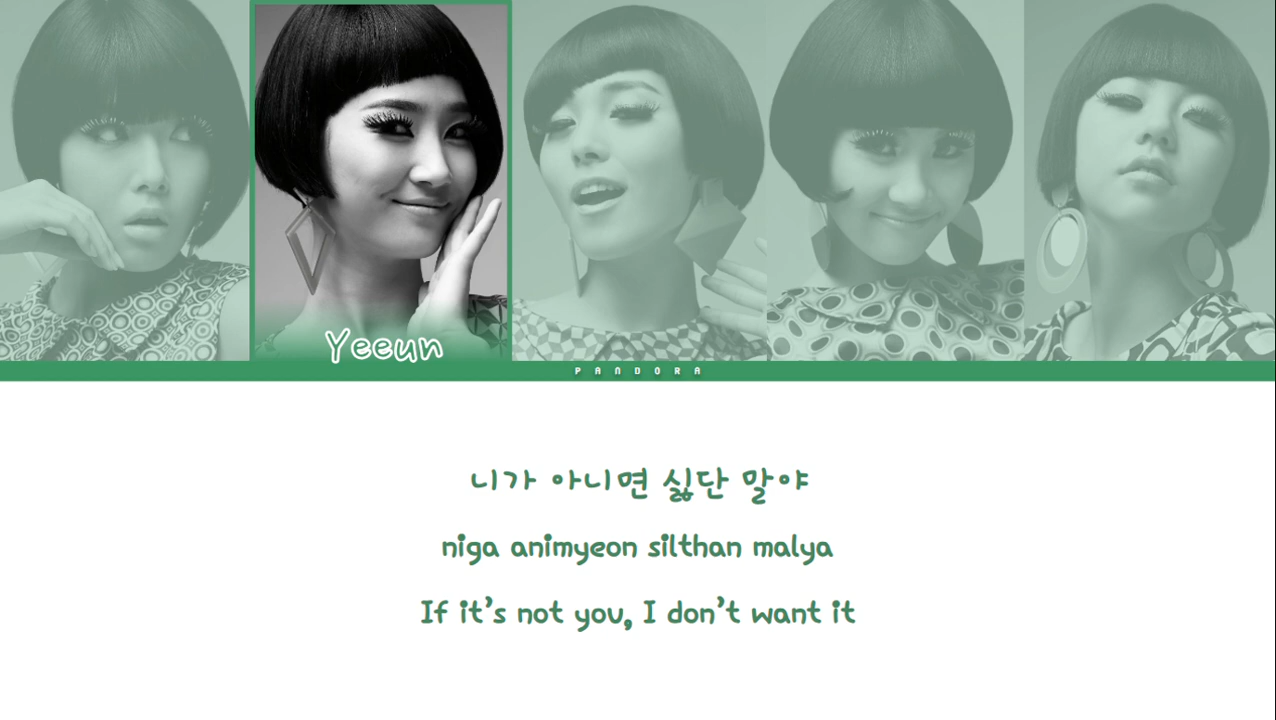 Yeeun
PANDORA
니가 아니면 싫단 말야
niga animyeon silthan malya
If it's not you, I don't want it